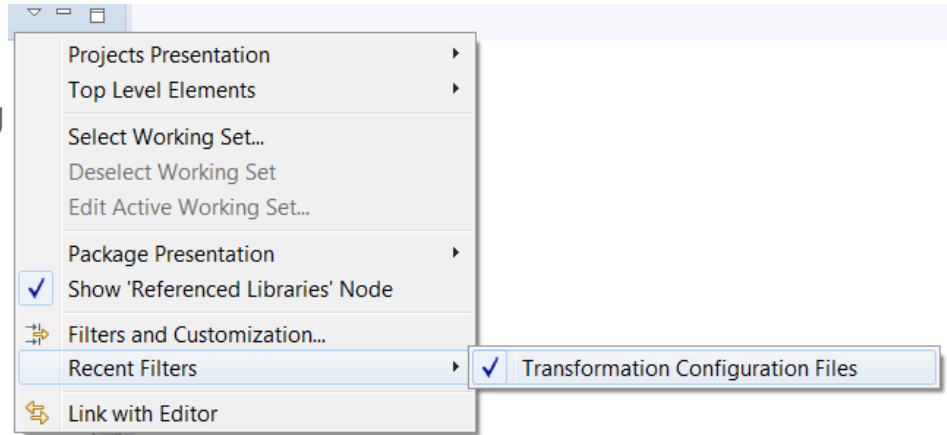 Projects Presentation
Top Level Elements
Select Working Set...
Deselect Working Set
Edit Active Working Set...
Package Presentation
Show 'Referenced Libraries' Node
Filters and Customization...
Recent Filters
Transformation Configuration Files
Link with Editor